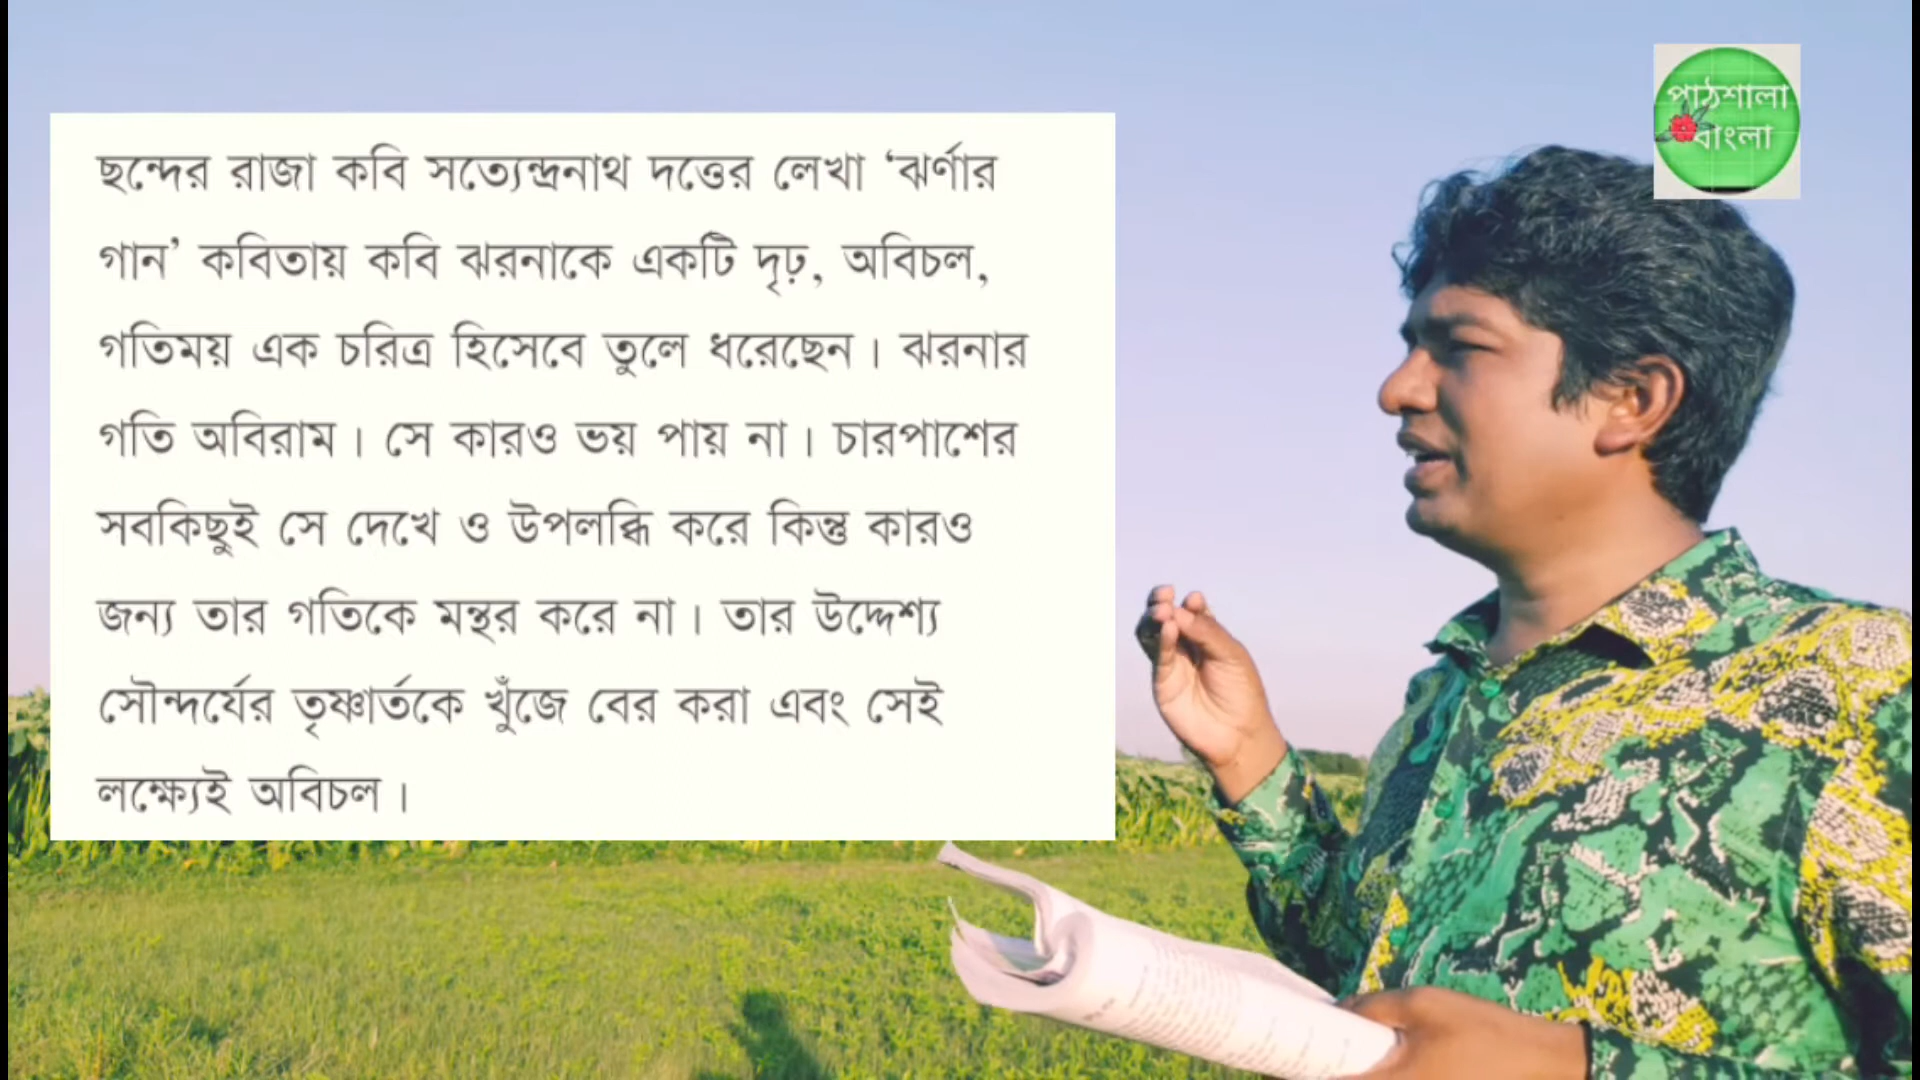 ছন্দের রাজা কবি সত্যেন্দ্রনাথ দত্তের লেখা ‘ঝর্ণার
গান’ কবিতায় কবি ঝরনাকে একটি দৃঢ়, অবিচল,
গতিময় এক চরিত্র হিসেবে তুলে ধরেছেন। ঝরনার
গতি অবিরাম। সে কারও ভয় পায় না। চারপাশের
সবকিছুই সে দেখে ও উপলব্ধি করে কিন্তু কারও
জন্য তার গতিকে মন্থর করে না। তার উদ্দেশ্য
সৌন্দর্যের তৃষ্ণার্তকে খুঁজে বের করা এবং সেই
লক্ষ্যেই অবিচল।
পাঠশালা
বাংলা